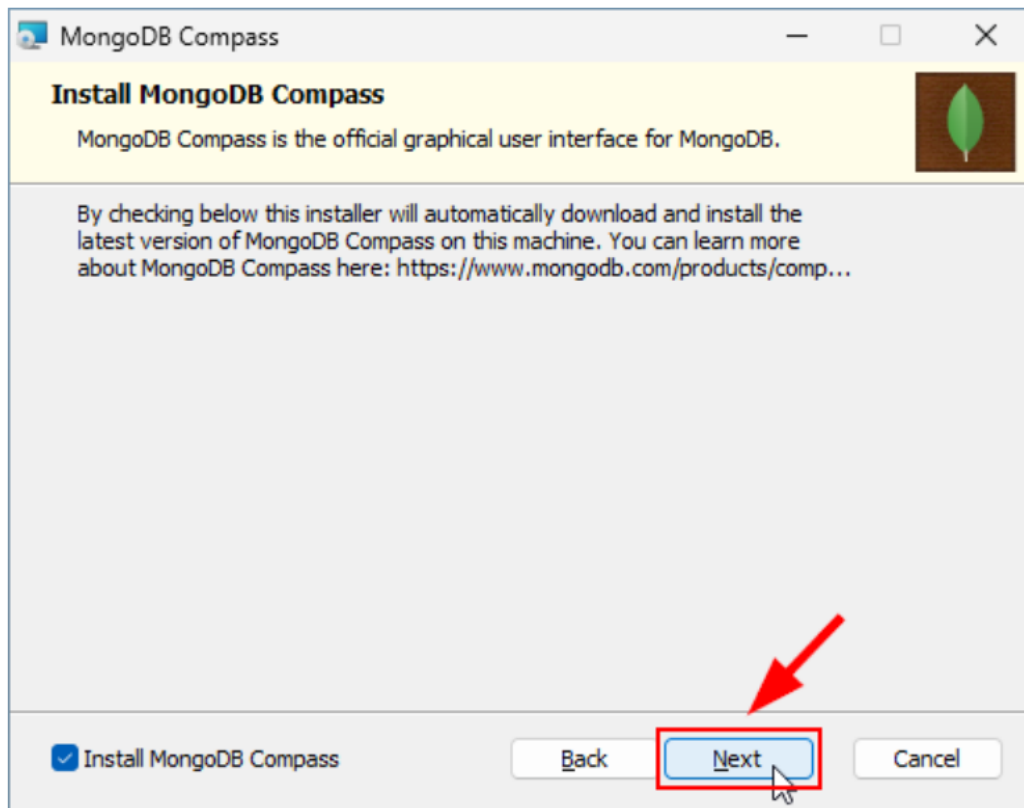 MongoDB Compass
Install MongoDB Compass
MongoDB Compass is the official graphical user interface for MongoDB.
By checking below this installer will automatically download and install the
latest version of MongoDB Compass on this machine. You can learn more
about MongoDB Compass here: https://www.mongodb.com/products/comp...
Install MongoDB Compass
Back
Next
Cancel